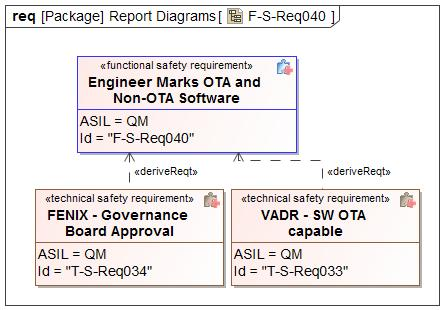 req [Package] Report Diagrams[ F-S-Req040 ]
«functional safety requirement»
Engineer Marks OTA and
Non-OTA Software
ASIL = QM
Id = "F-S-Req040"
«deriveReqt»
«deriveReqt»
«technical safety requirement»
FENIX - Governance
Board Approval
ASIL = QM
Id = "T-S-Req034"
«technical safety requirement»
VADR - SW OTA
capable
ASIL = QM
Id = "T-S-Req033"